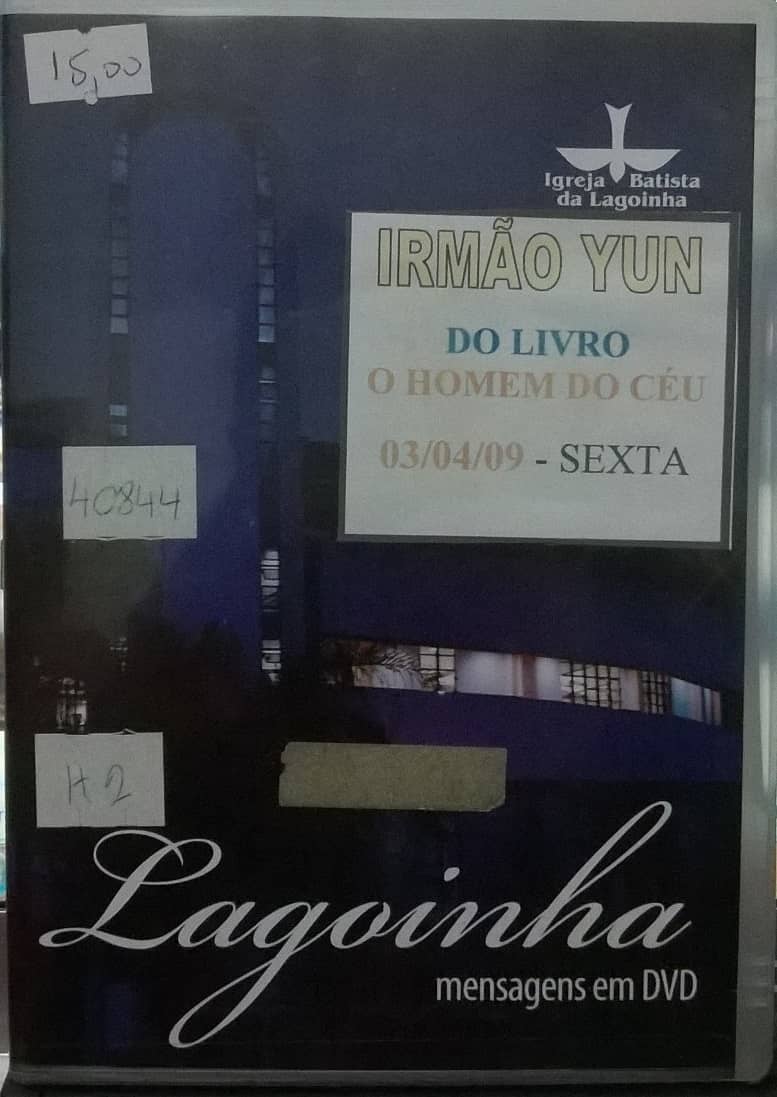 15,00
Igreja Batista
da Lagoinha
IRMÃO YUN
DO LIVRO
O HOMEM DO CÉU
03/04/09 - SEXTA
40844
H2
Lagoinha
mensagens em DVD